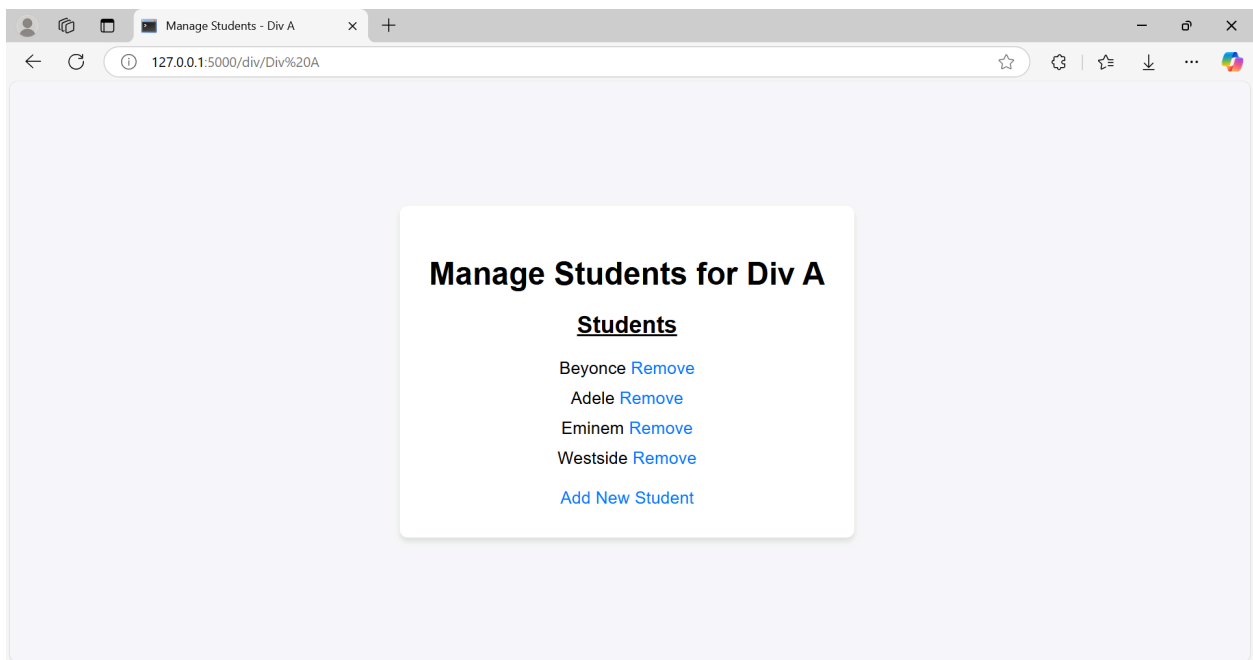 Manage Students - Div A
127.0.0.1:5000/div/Div%20A
Manage Students for Div A
Students
Beyonce Remove
Adele Remove
Eminem Remove
Westside Remove
Add New Student